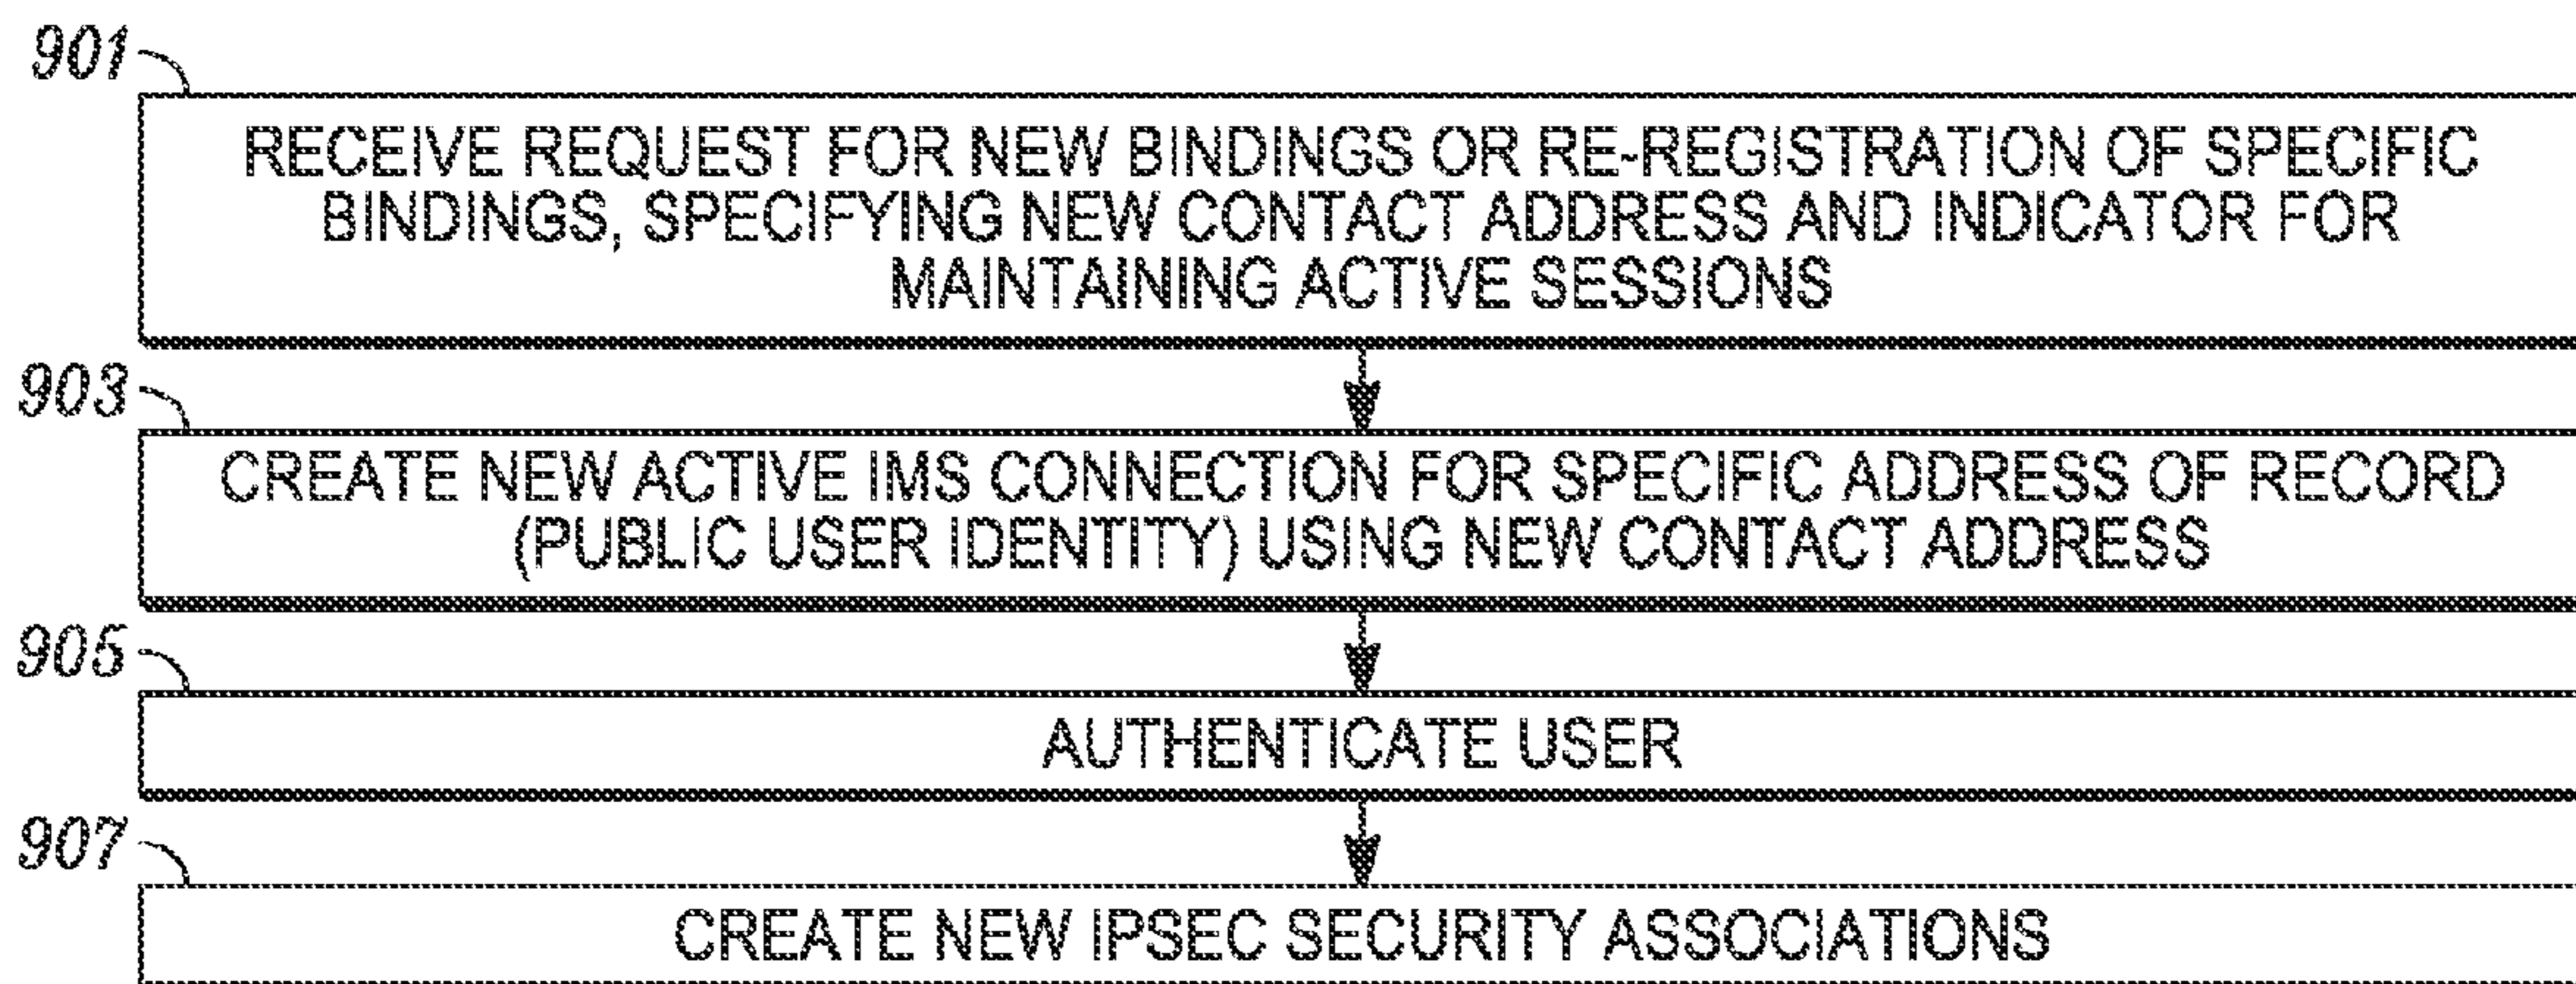 901
RECEIVE REQUEST FOR NEW BINDINGS OR RE-REGISTRATION OF SPECIFIC
BINDINGS, SPECIFYING NEW CONTACT ADDRESS AND INDICATOR FOR
MAINTAINING ACTIVE SESSIONS
903
CREATE NEW ACTIVE IMS CONNECTION FOR SPECIFIC ADDRESS OF RECORD
(PUBLIC USER IDENTITY) USING NEW CONTACT ADDRESS
905
AUTHENTICATE USER
907
CREATE NEW IPSEC SECURITY ASSOCIATIONS